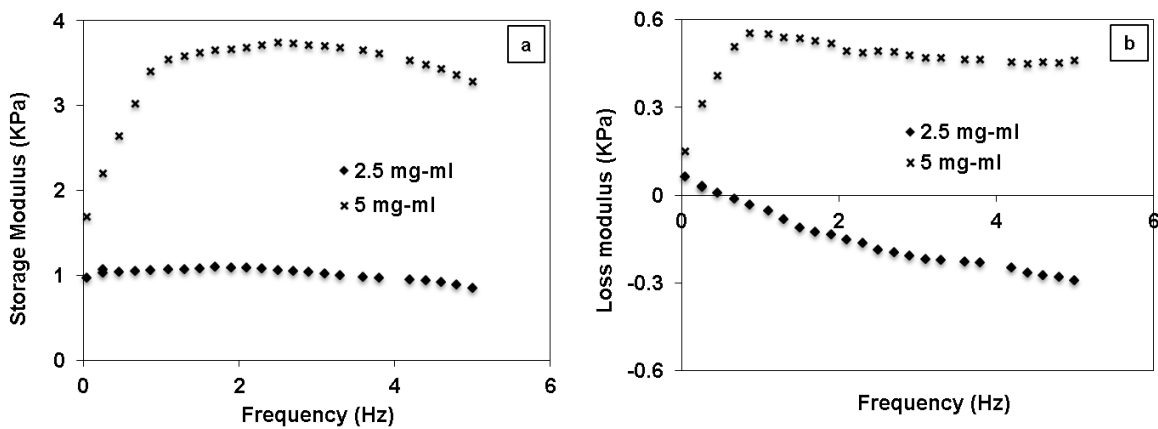 4
a
3
2
1
0
0
2
4
6
Storage Modulus (KPa)
2.5 mg-ml
5 mg-ml
Frequency (Hz)
0.6
b
0.3
0
-0.3
-0.6
0
2
4
6
Loss modulus (KPa)
2.5 mg-ml
5 mg-ml
Frequency (Hz)